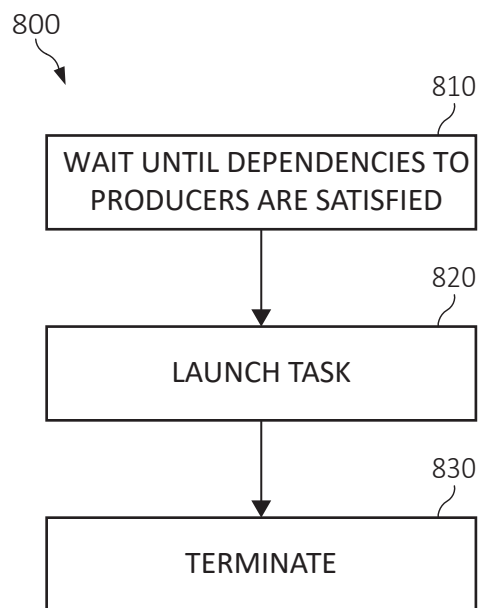 800
810
WAIT UNTIL DEPENDENCIES TO
PRODUCERS ARE SATISFIED
820
LAUNCH TASK
830
TERMINATE